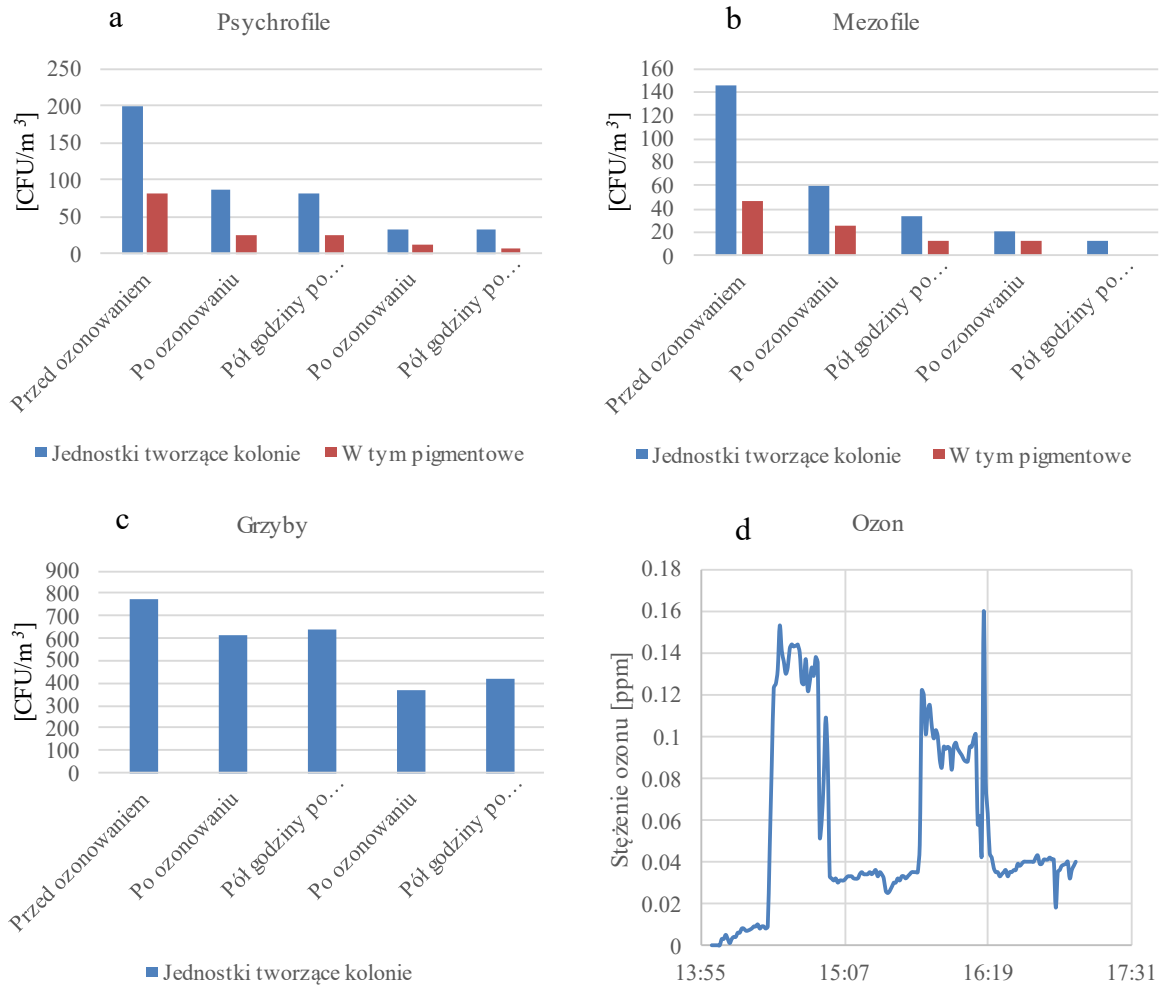 a
Psychrofile
[CFU/m ³]
250
200
150
100
50
0
Przed ozonowaniem
Po ozonowaniu
Pół godziny po…
Po ozonowaniu
Pół godziny po…
Jednostki tworzące kolonie
W tym pigmentowe
b
Mezofile
[CFU/m ³]
160
140
120
100
80
60
40
20
0
Przed ozonowaniem
Po ozonowaniu
Pół godziny po…
Po ozonowaniu
Pół godziny po…
Jednostki tworzące kolonie
W tym pigmentowe
c
Grzyby
[CFU/m ³]
900
800
700
600
500
400
300
200
100
0
Przed ozonowaniem
Po ozonowaniu
Pół godziny po…
Po ozonowaniu
Pół godziny po…
Jednostki tworzące kolonie
d
Ozon
Stężenie ozonu [ppm]
0.18
0.16
0.14
0.12
0.1
0.08
0.06
0.04
0.02
0
13:55
15:07
16:19
17:31